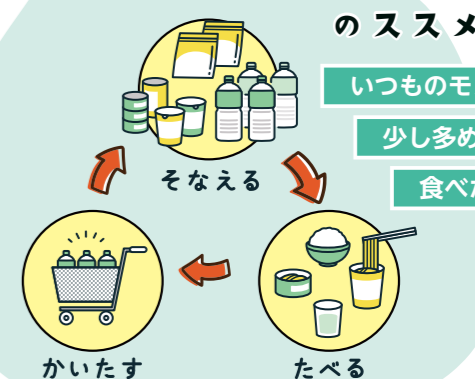 のススメ
いつものモ
少し多め
食べ
そなえる
かいたす
たべる